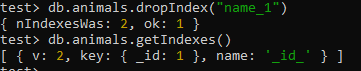 test> db.animals.dropIndex("name_1")
{ nIndexesWas: 2, ok: 1 }
test> db.animals.getIndexes()
[ { v: 2, key: { _id: 1 }, name: '_id_' } ]
test>